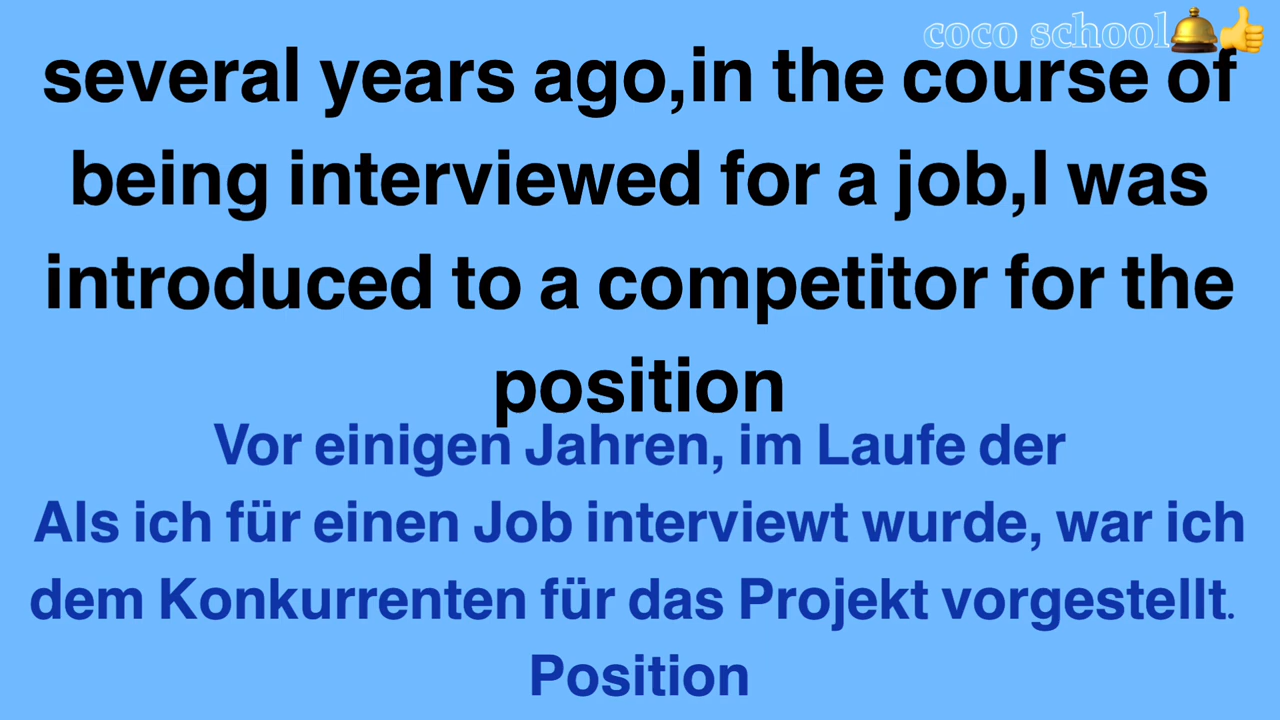 coco school
several years ago,in the course of
being interviewed for a job,I was
introduced to a competitor for the
position
Vor einigen Jahren, im Laufe der
Als ich für einen Job interviewt wurde, war ich
dem Konkurrenten für das Projekt vorgestellt.
Position